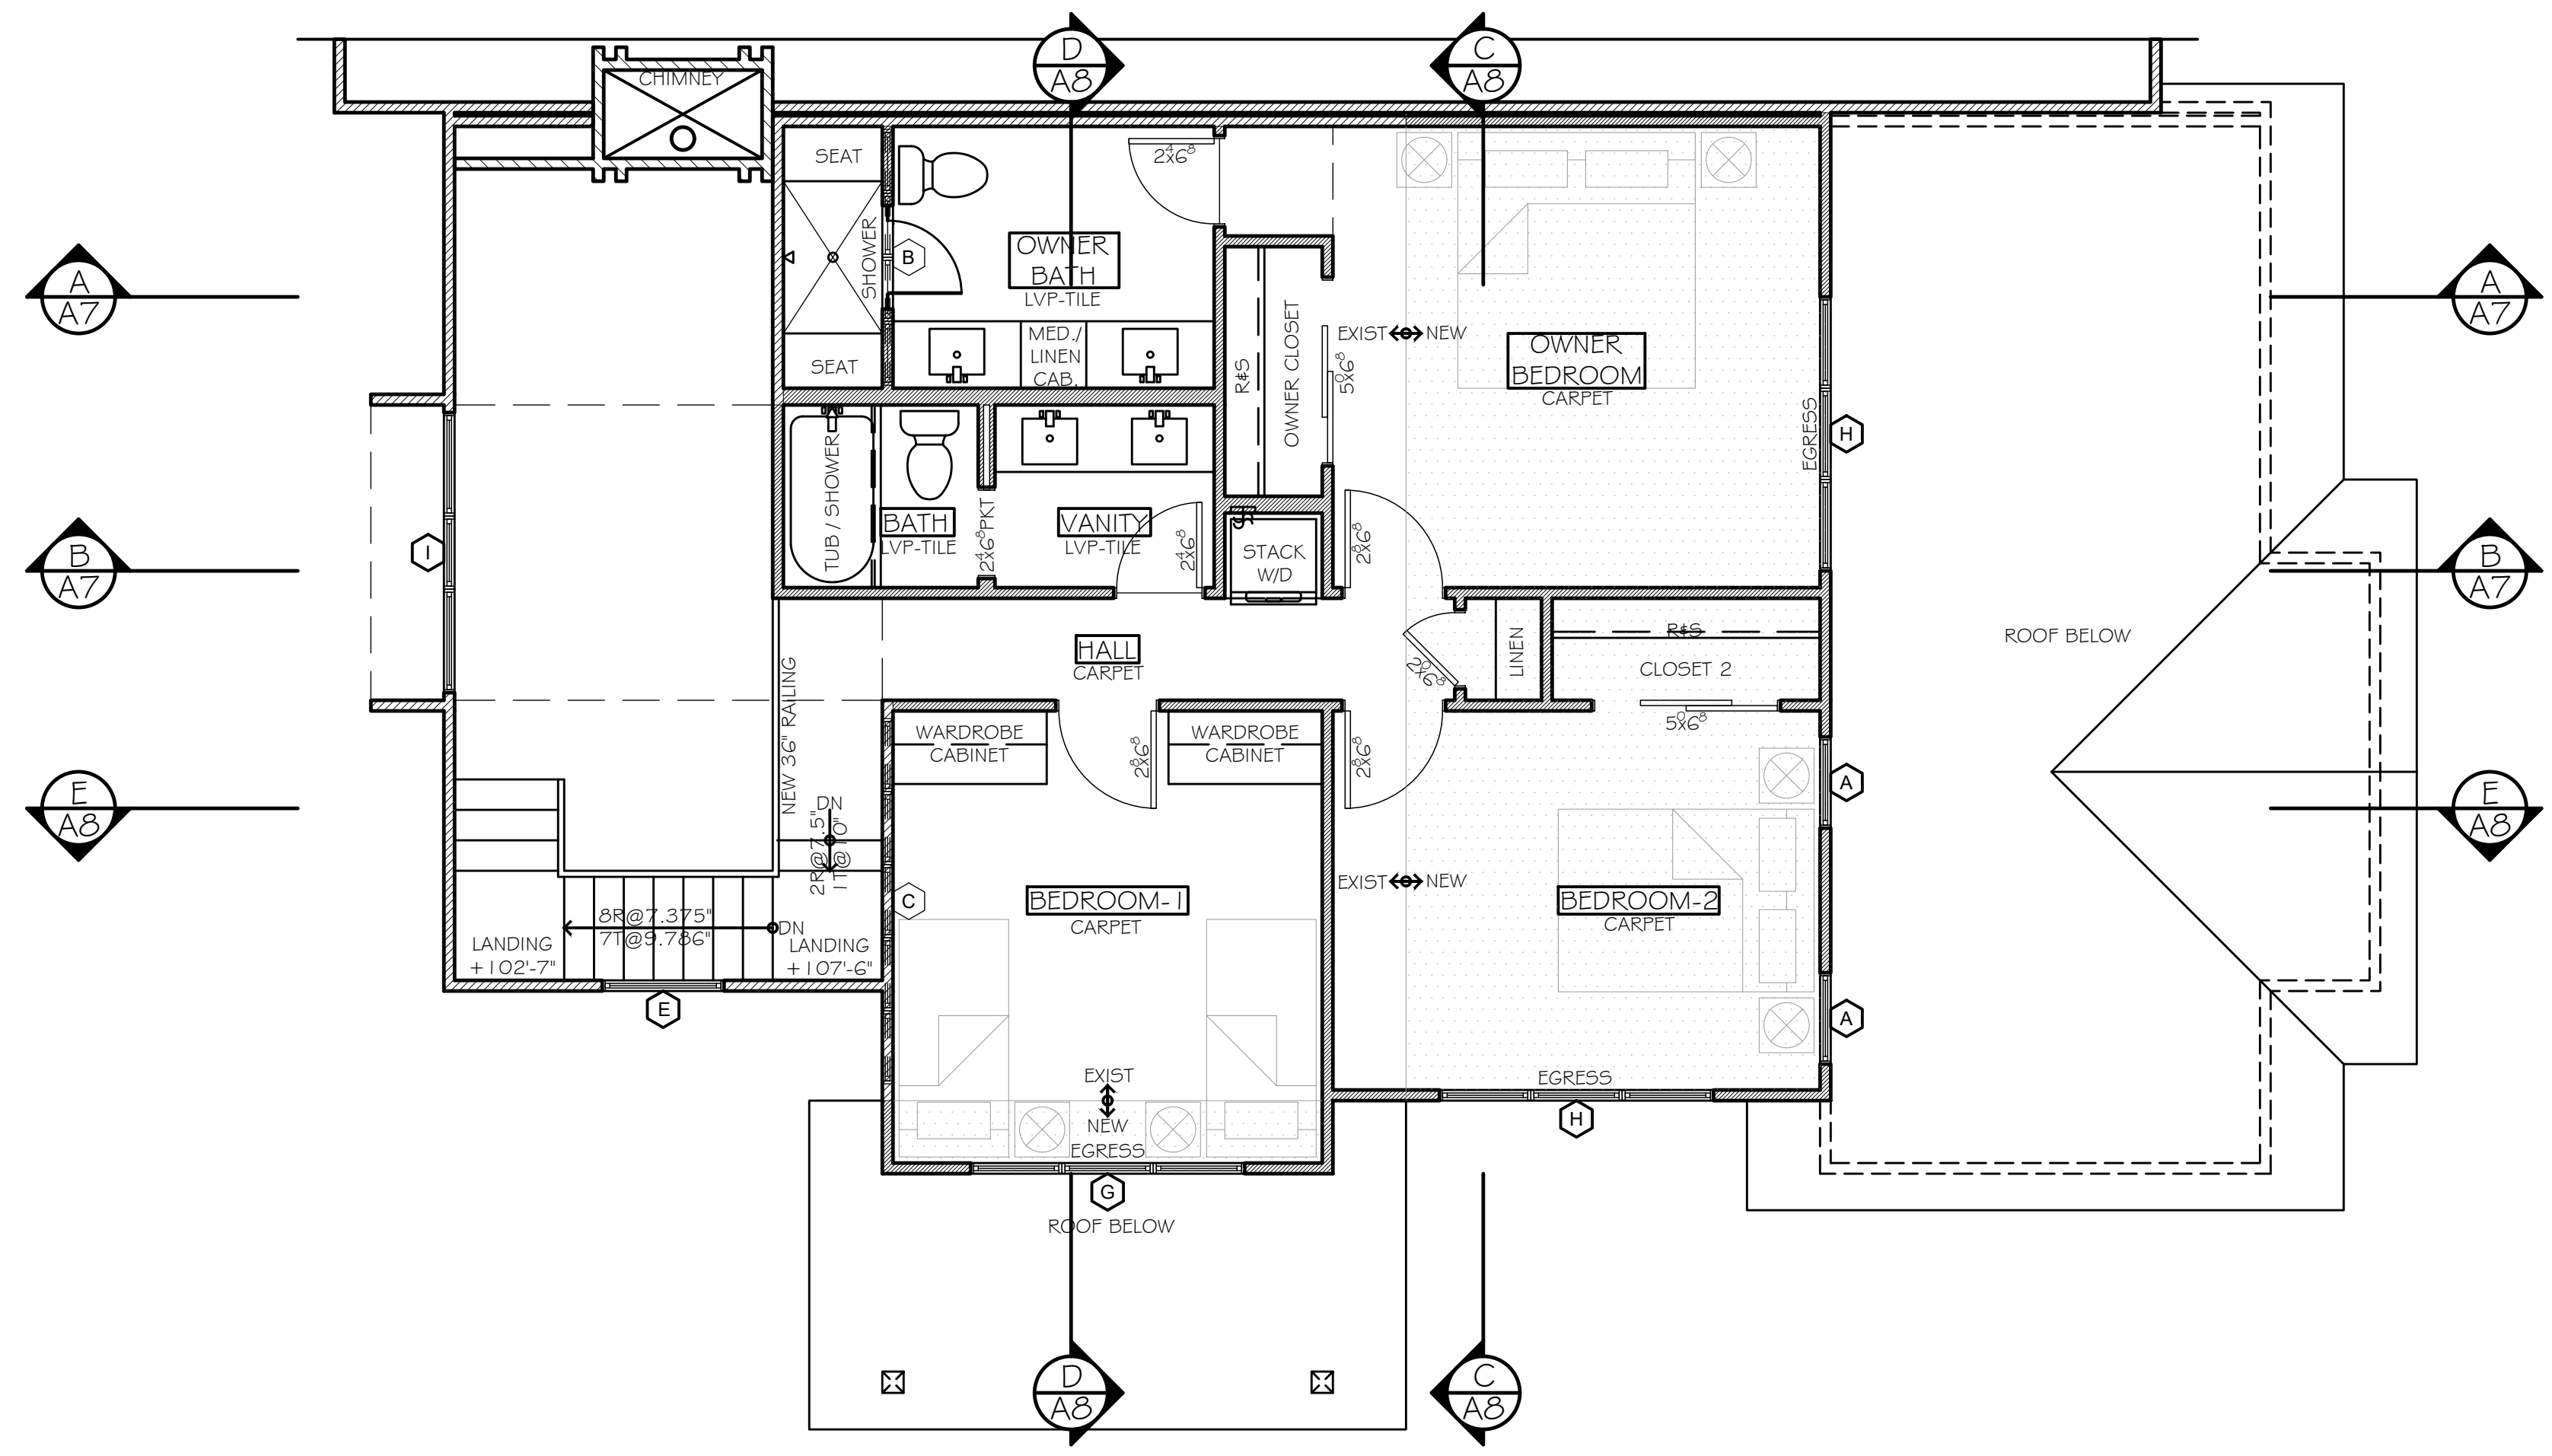 D
A8
C
A8
CHIMNEY
SEAT
2⁴x6⁸
SHOWER
B
OWNER
BATH
LVP-TILE
A
A7
A
A7
MED./
LINEN
CAB.
SEAT
R&S
OWNER CLOSET
5⁰x6⁸
EXIST
NEW
OWNER
BEDROOM
CARPET
EGRESS
H
TUB / SHOWER
BATH
LVP-TILE
2⁴x6⁸PKT
VANITY
LVP-TILE
2⁴x6⁸
STACK
W/D
2⁸x6⁸
I
B
A7
B
A7
HALL
CARPET
2⁰x6⁸
LINEN
R&S
CLOSET 2
5⁰x6⁸
ROOF BELOW
NEW 36" RAILING
WARDROBE
CABINET
2⁸x6⁸
WARDROBE
CABINET
2⁸x6⁸
A
E
A8
E
A8
DN
2R@7.5"
1T@10"
C
BEDROOM-1
CARPET
EXIST
NEW
BEDROOM-2
CARPET
8R@7.375"
7T@9.786"
DN
LANDING
+102'-7"
LANDING
+107'-6"
E
A
EXIST
NEW
EGRESS
EGRESS
H
G
ROOF BELOW
D
A8
C
A8